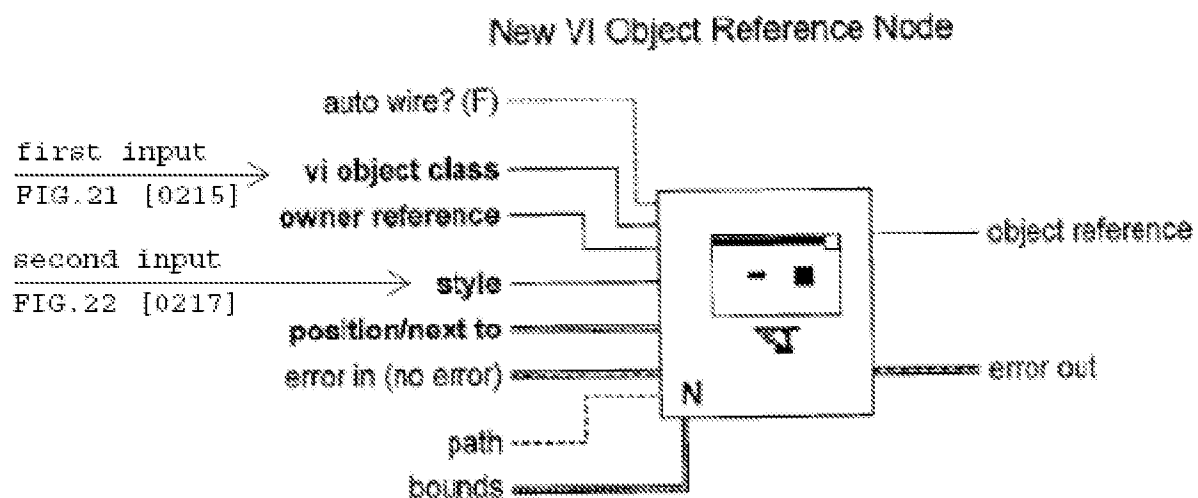 New VI Object Reference Node
auto wire? (F)
first input
FIG.21 [0215]
vi object class
owner reference
object reference
second input
FIG.22 [0217]
style
position/next to
error in (no error)
error out
N
path
bounds